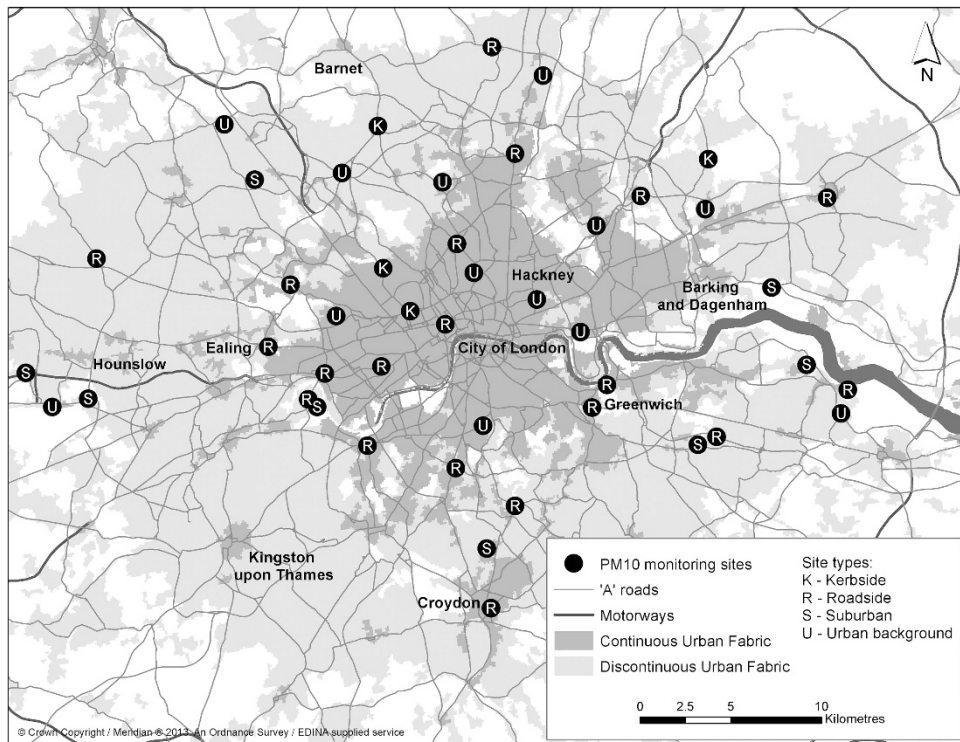 R
Barnet
U
N
U
K
R
K
S
U
U
R
U
R
U
R
R
K
U
Hackney
R
Barking
and Dagenham
S
U
U
K
R
City of London
U
Ealing
R
Hounslow
S
R
R
S
R
R
S
U
R
S
Greenwich
R
U
U
S
R
R
R
R
Kingston
upon Thames
S
Croydon
R
PM10 monitoring sites
'A' roads
Motorways
Continuous Urban Fabric
Discontinuous Urban Fabric
Site types:
K - Kerbside
R - Roadside
S - Suburban
U - Urban background
0 2.5 5 10
Kilometres
© Crown Copyright / Meridian ® 2013. An Ordnance Survey / EDINA supplied service